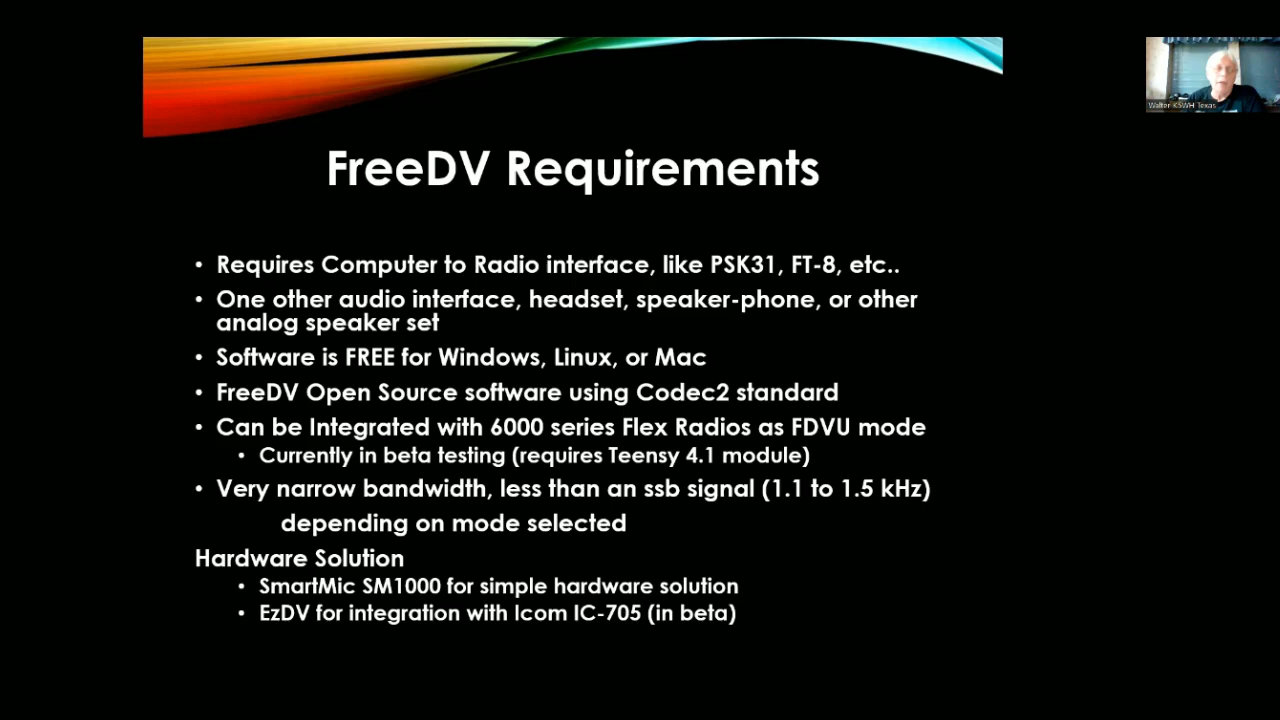 Walter K5WH Texas
FreeDV Requirements
• Requires Computer to Radio interface, like PSK31, FT-8, etc..
• One other audio interface, headset, speaker-phone, or other
analog speaker set
• Software is FREE for Windows, Linux, or Mac
• FreeDV Open Source software using Codec2 standard
• Can be Integrated with 6000 series Flex Radios as FDVU mode
• Currently in beta testing (requires Teensy 4.1 module)
• Very narrow bandwidth, less than an ssb signal (1.1 to 1.5 kHz)
depending on mode selected
Hardware Solution
• SmartMic SM1000 for simple hardware solution
• EzDV for integration with Icom IC-705 (in beta)